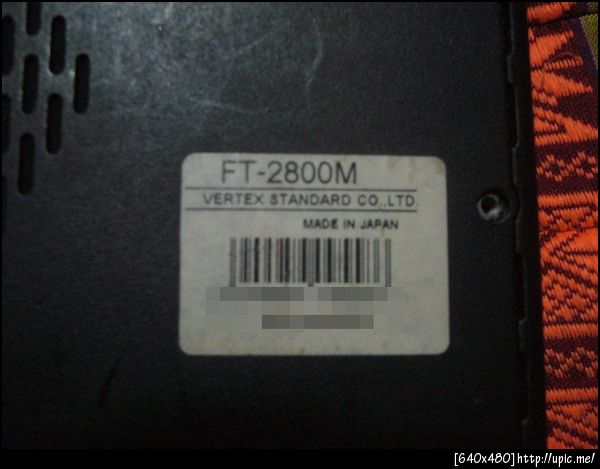 FT-2800M
VERTEX STANDARD CO.,LTD.
MADE IN JAPAN
[640x480]http://upic.me/